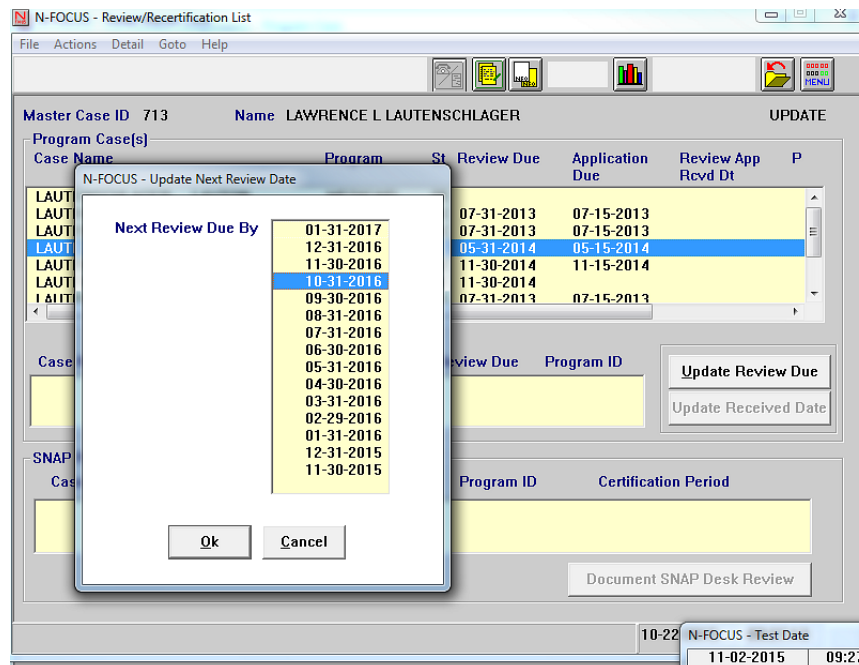 N-FOCUS - Review/Recertification List
File Actions Detail Goto Help
MENU
Master Case ID 713 Name LAWRENCE L LAUTENSCHLAGER UPDATE
Program Case(s)
Case Name Program St Review Due Application Due Review App Rcvd Dt P
LAUT
LAUT 07-31-2013 07-15-2013
LAUT 07-31-2013 07-15-2013
LAUT 05-31-2014 05-15-2014
LAUT 11-30-2014 11-15-2014
LAUT 11-30-2014
LAUT 07-31-2013 07-15-2013
N-FOCUS - Update Next Review Date
Next Review Due By
01-31-2017
12-31-2016
11-30-2016
10-31-2016
09-30-2016
08-31-2016
07-31-2016
06-30-2016
05-31-2016
04-30-2016
03-31-2016
02-29-2016
01-31-2016
12-31-2015
11-30-2015
Ok Cancel
Case eview Due Program ID
Update Review Due
Update Received Date
SNAP
Cas Program ID Certification Period
Document SNAP Desk Review
10-22
N-FOCUS - Test Date
11-02-2015 09:27